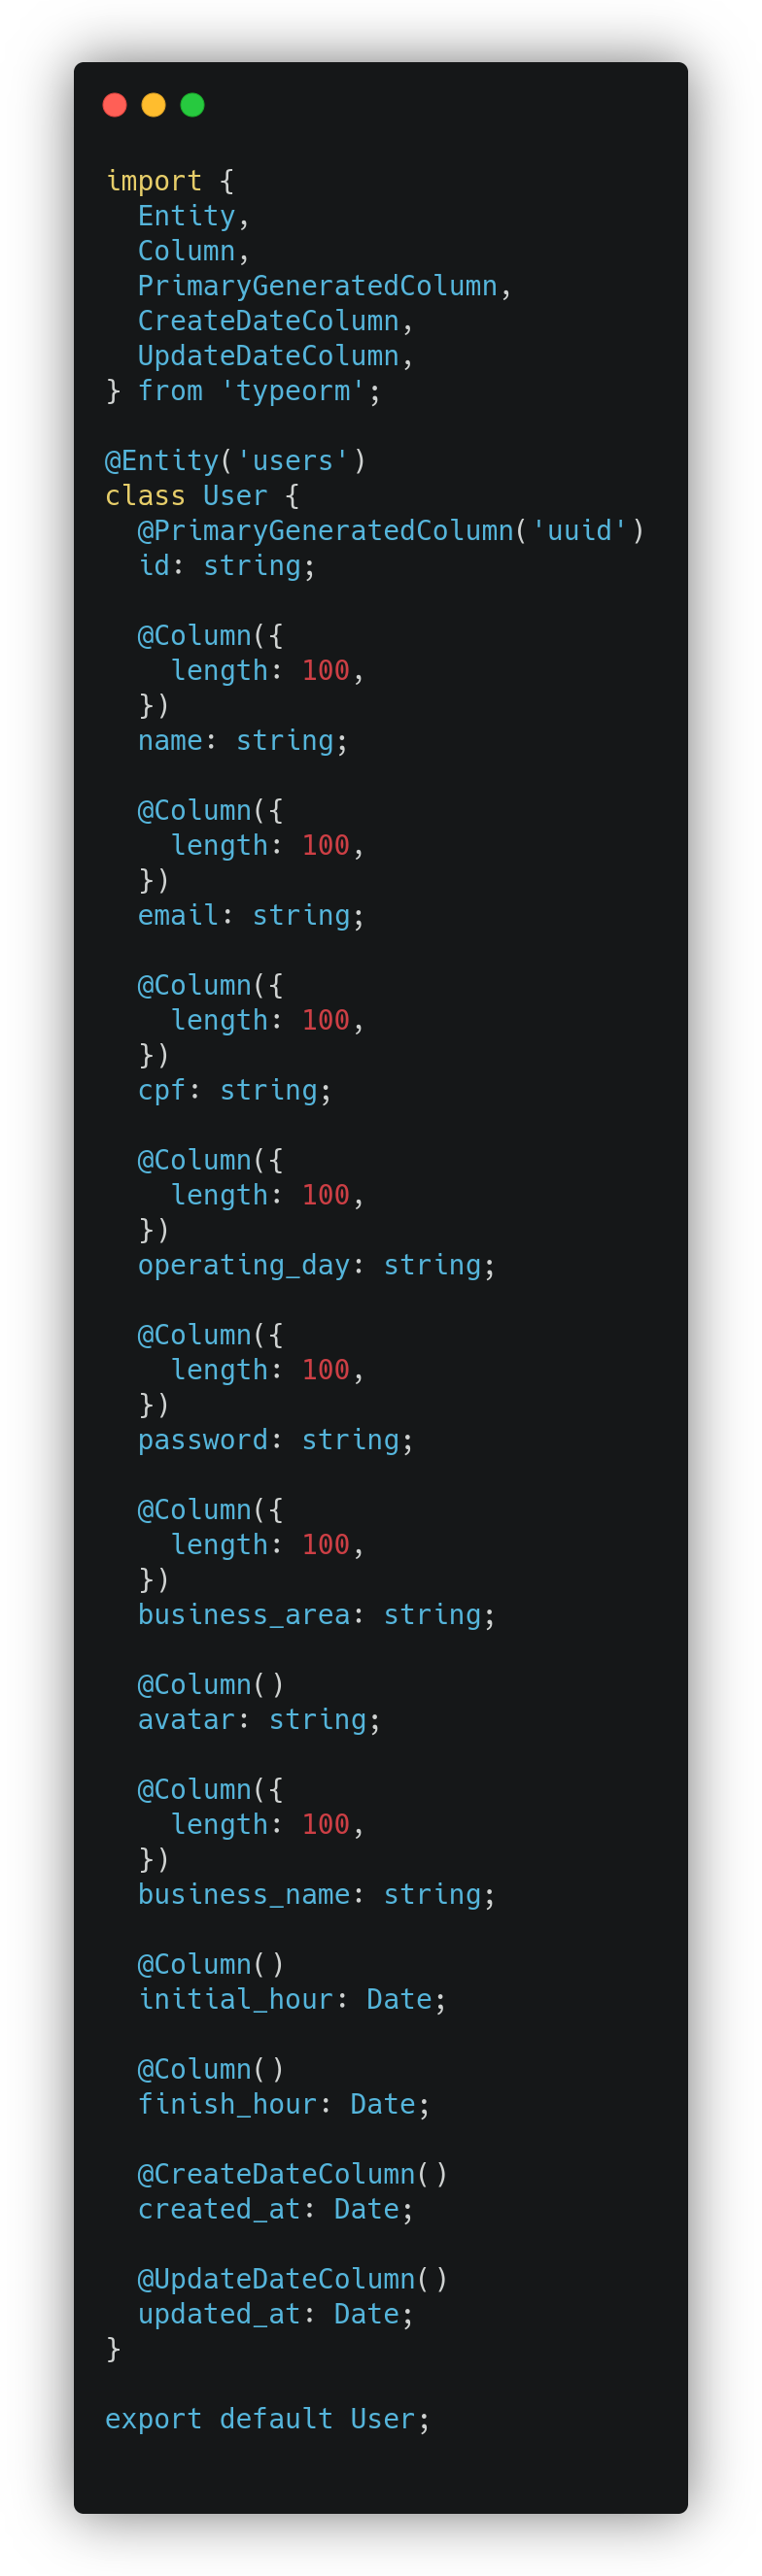 import {
  Entity,
  Column,
  PrimaryGeneratedColumn,
  CreateDateColumn,
  UpdateDateColumn,
} from 'typeorm';

@Entity('users')
class User {
  @PrimaryGeneratedColumn('uuid')
  id: string;

  @Column({
    length: 100,
  })
  name: string;

  @Column({
    length: 100,
  })
  email: string;

  @Column({
    length: 100,
  })
  cpf: string;

  @Column({
    length: 100,
  })
  operating_day: string;

  @Column({
    length: 100,
  })
  password: string;

  @Column({
    length: 100,
  })
  business_area: string;

  @Column()
  avatar: string;

  @Column({
    length: 100,
  })
  business_name: string;

  @Column()
  initial_hour: Date;

  @Column()
  finish_hour: Date;

  @CreateDateColumn()
  created_at: Date;

  @UpdateDateColumn()
  updated_at: Date;
}

export default User;